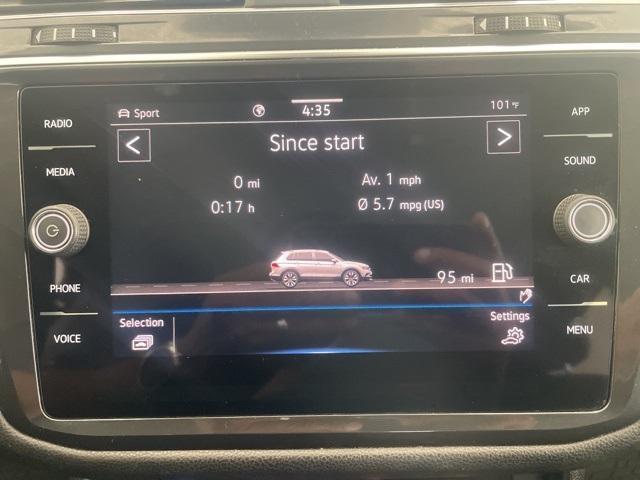 RADIO
MEDIA
PHONE
VOICE
Sport
4:35
101 °F
Since start
0 mi
Av. 1 mph
0:17 h
Ø 5.7 mpg (US)
95 mi
Selection
Settings
APP
SOUND
CAR
MENU